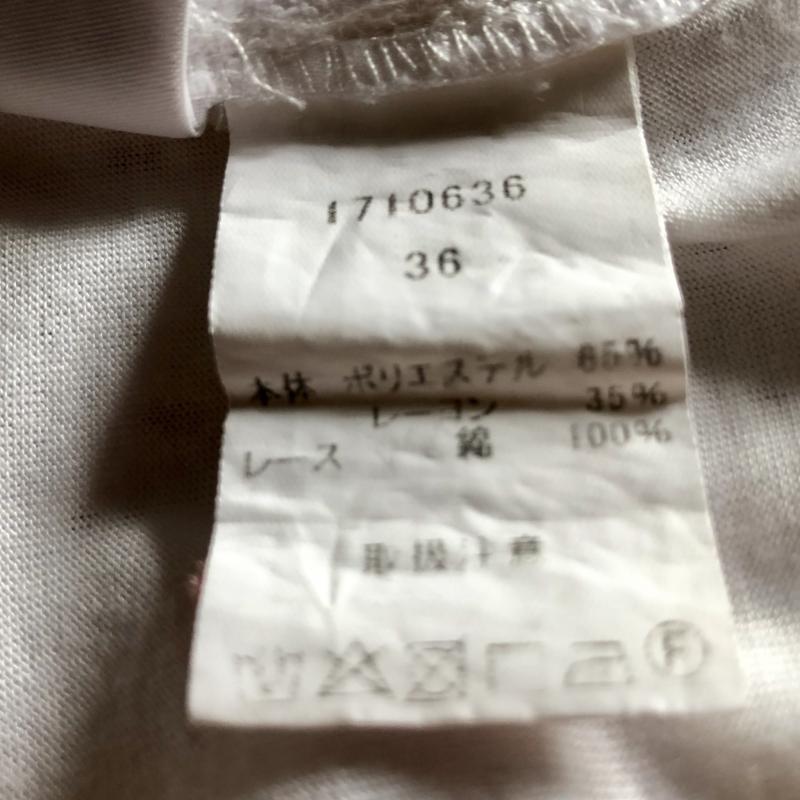 1710636
36
本体 ポリエステル 65%
レーヨン 35%
レース 綿 100%
取扱注意
F